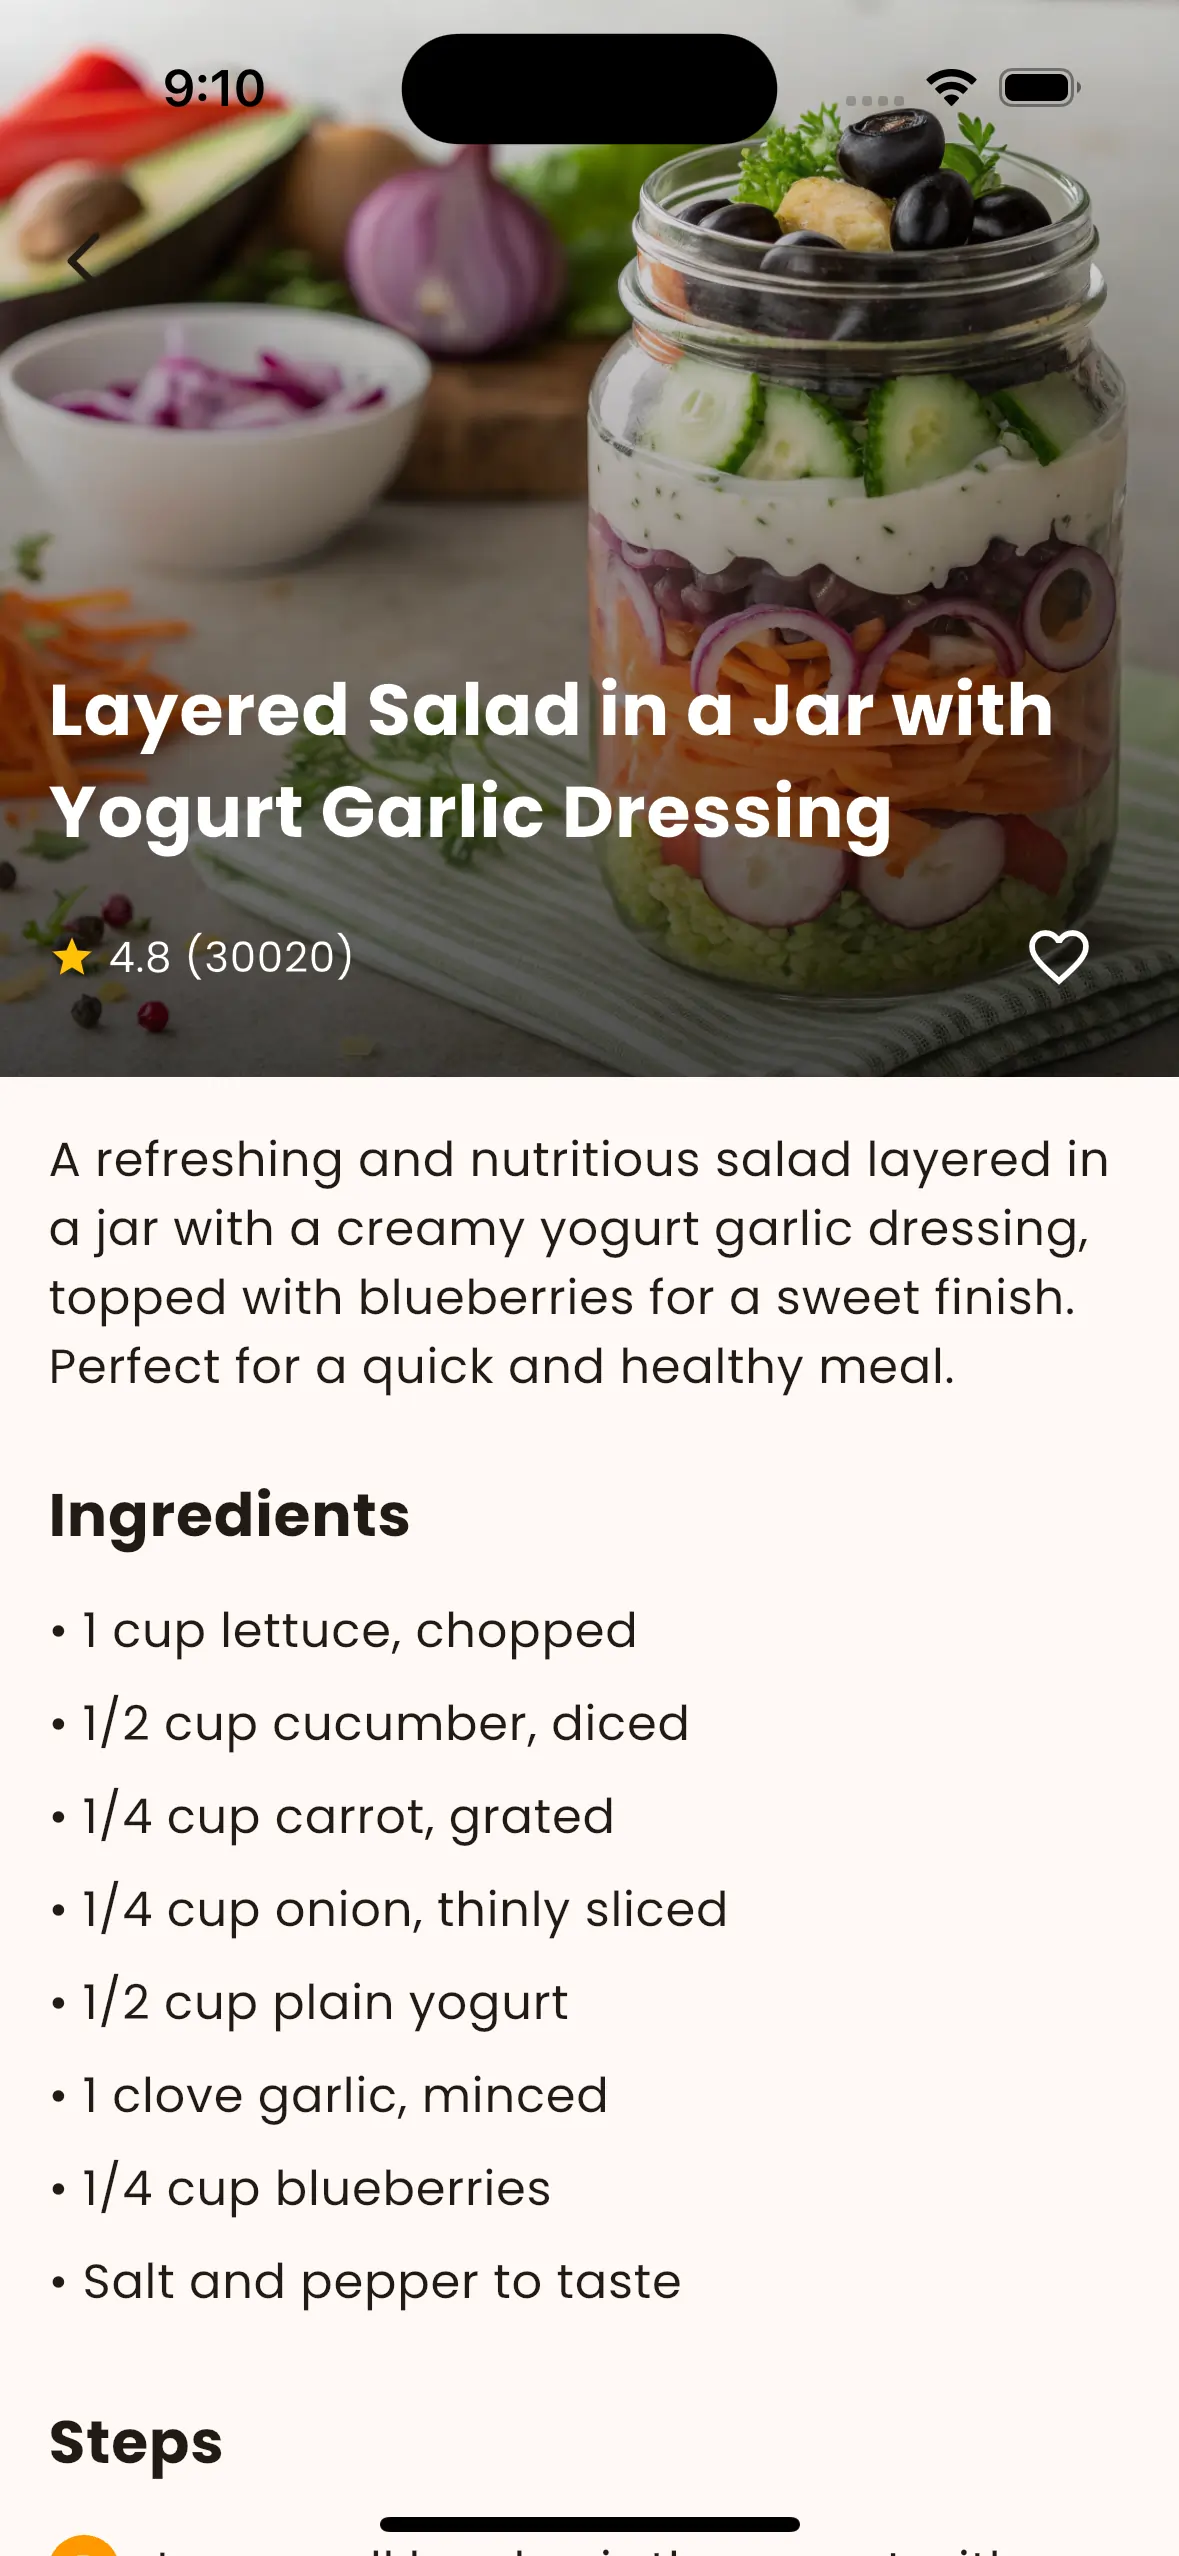 9:10
Layered Salad in a Jar with
Yogurt Garlic Dressing
4.8 (30020)
A refreshing and nutritious salad layered in
a jar with a creamy yogurt garlic dressing,
topped with blueberries for a sweet finish.
Perfect for a quick and healthy meal.
Ingredients
• 1 cup lettuce, chopped
• 1/2 cup cucumber, diced
• 1/4 cup carrot, grated
• 1/4 cup onion, thinly sliced
• 1/2 cup plain yogurt
• 1 clove garlic, minced
• 1/4 cup blueberries
• Salt and pepper to taste
Steps